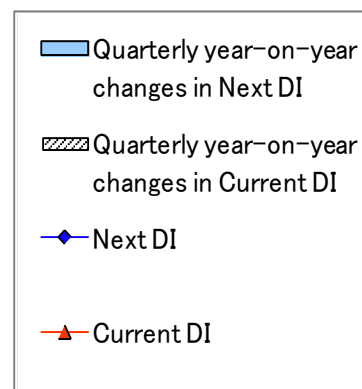 Quarterly year-on-year
changes in Next DI
Quarterly year-on-year
changes in Current DI
Next DI
Current DI